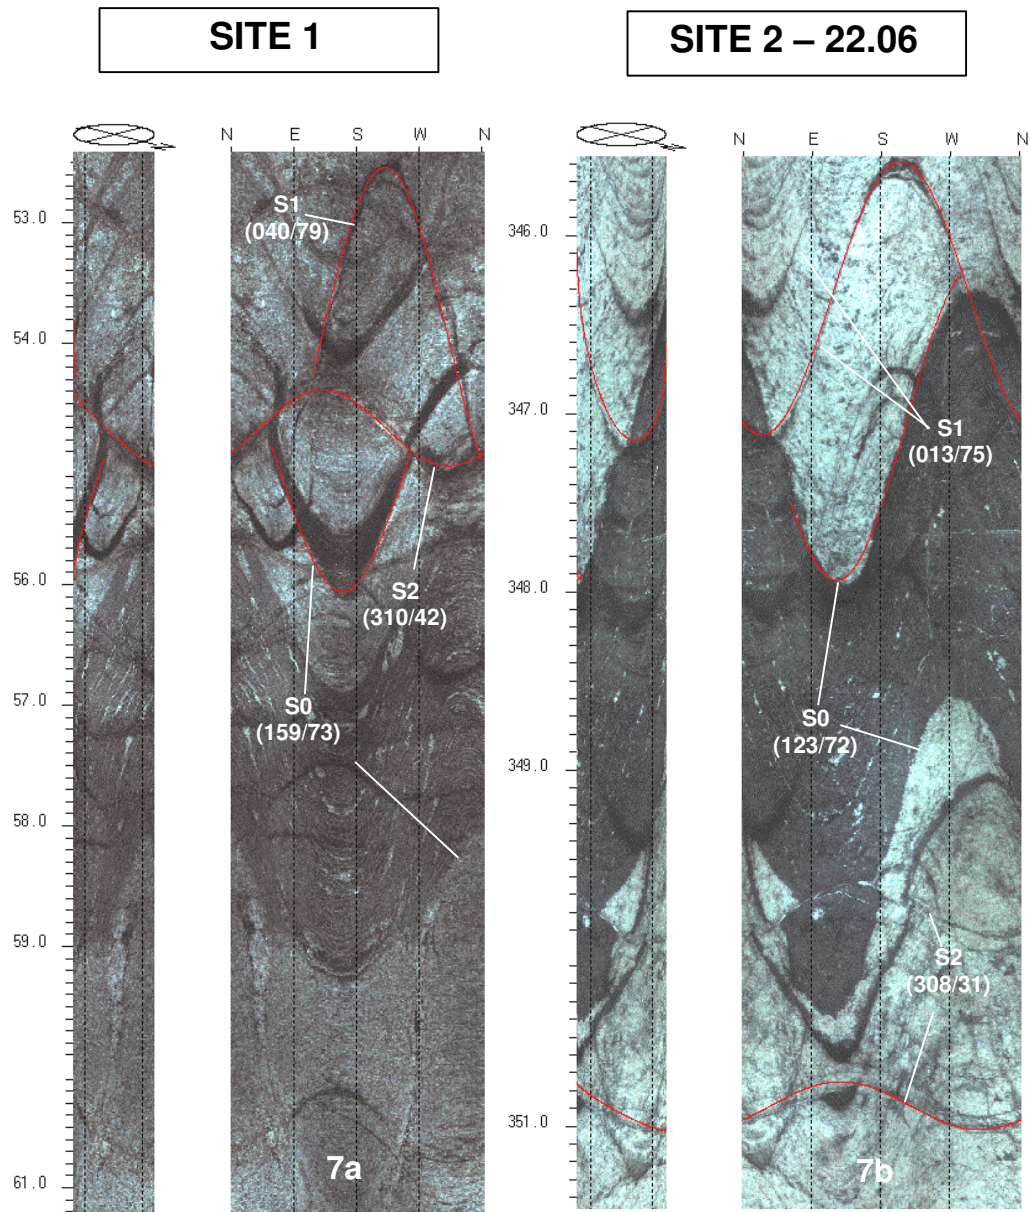 SITE 1
SITE 2 – 22.06
N E S W N
N E S W N
53.0
54.0
55.0
56.0
57.0
58.0
59.0
61.0
S1
(040/79)
S2
(310/42)
S0
(159/73)
7a
346.0
347.0
348.0
349.0
351.0
S1
(013/75)
S0
(123/72)
S2
(308/31)
7b